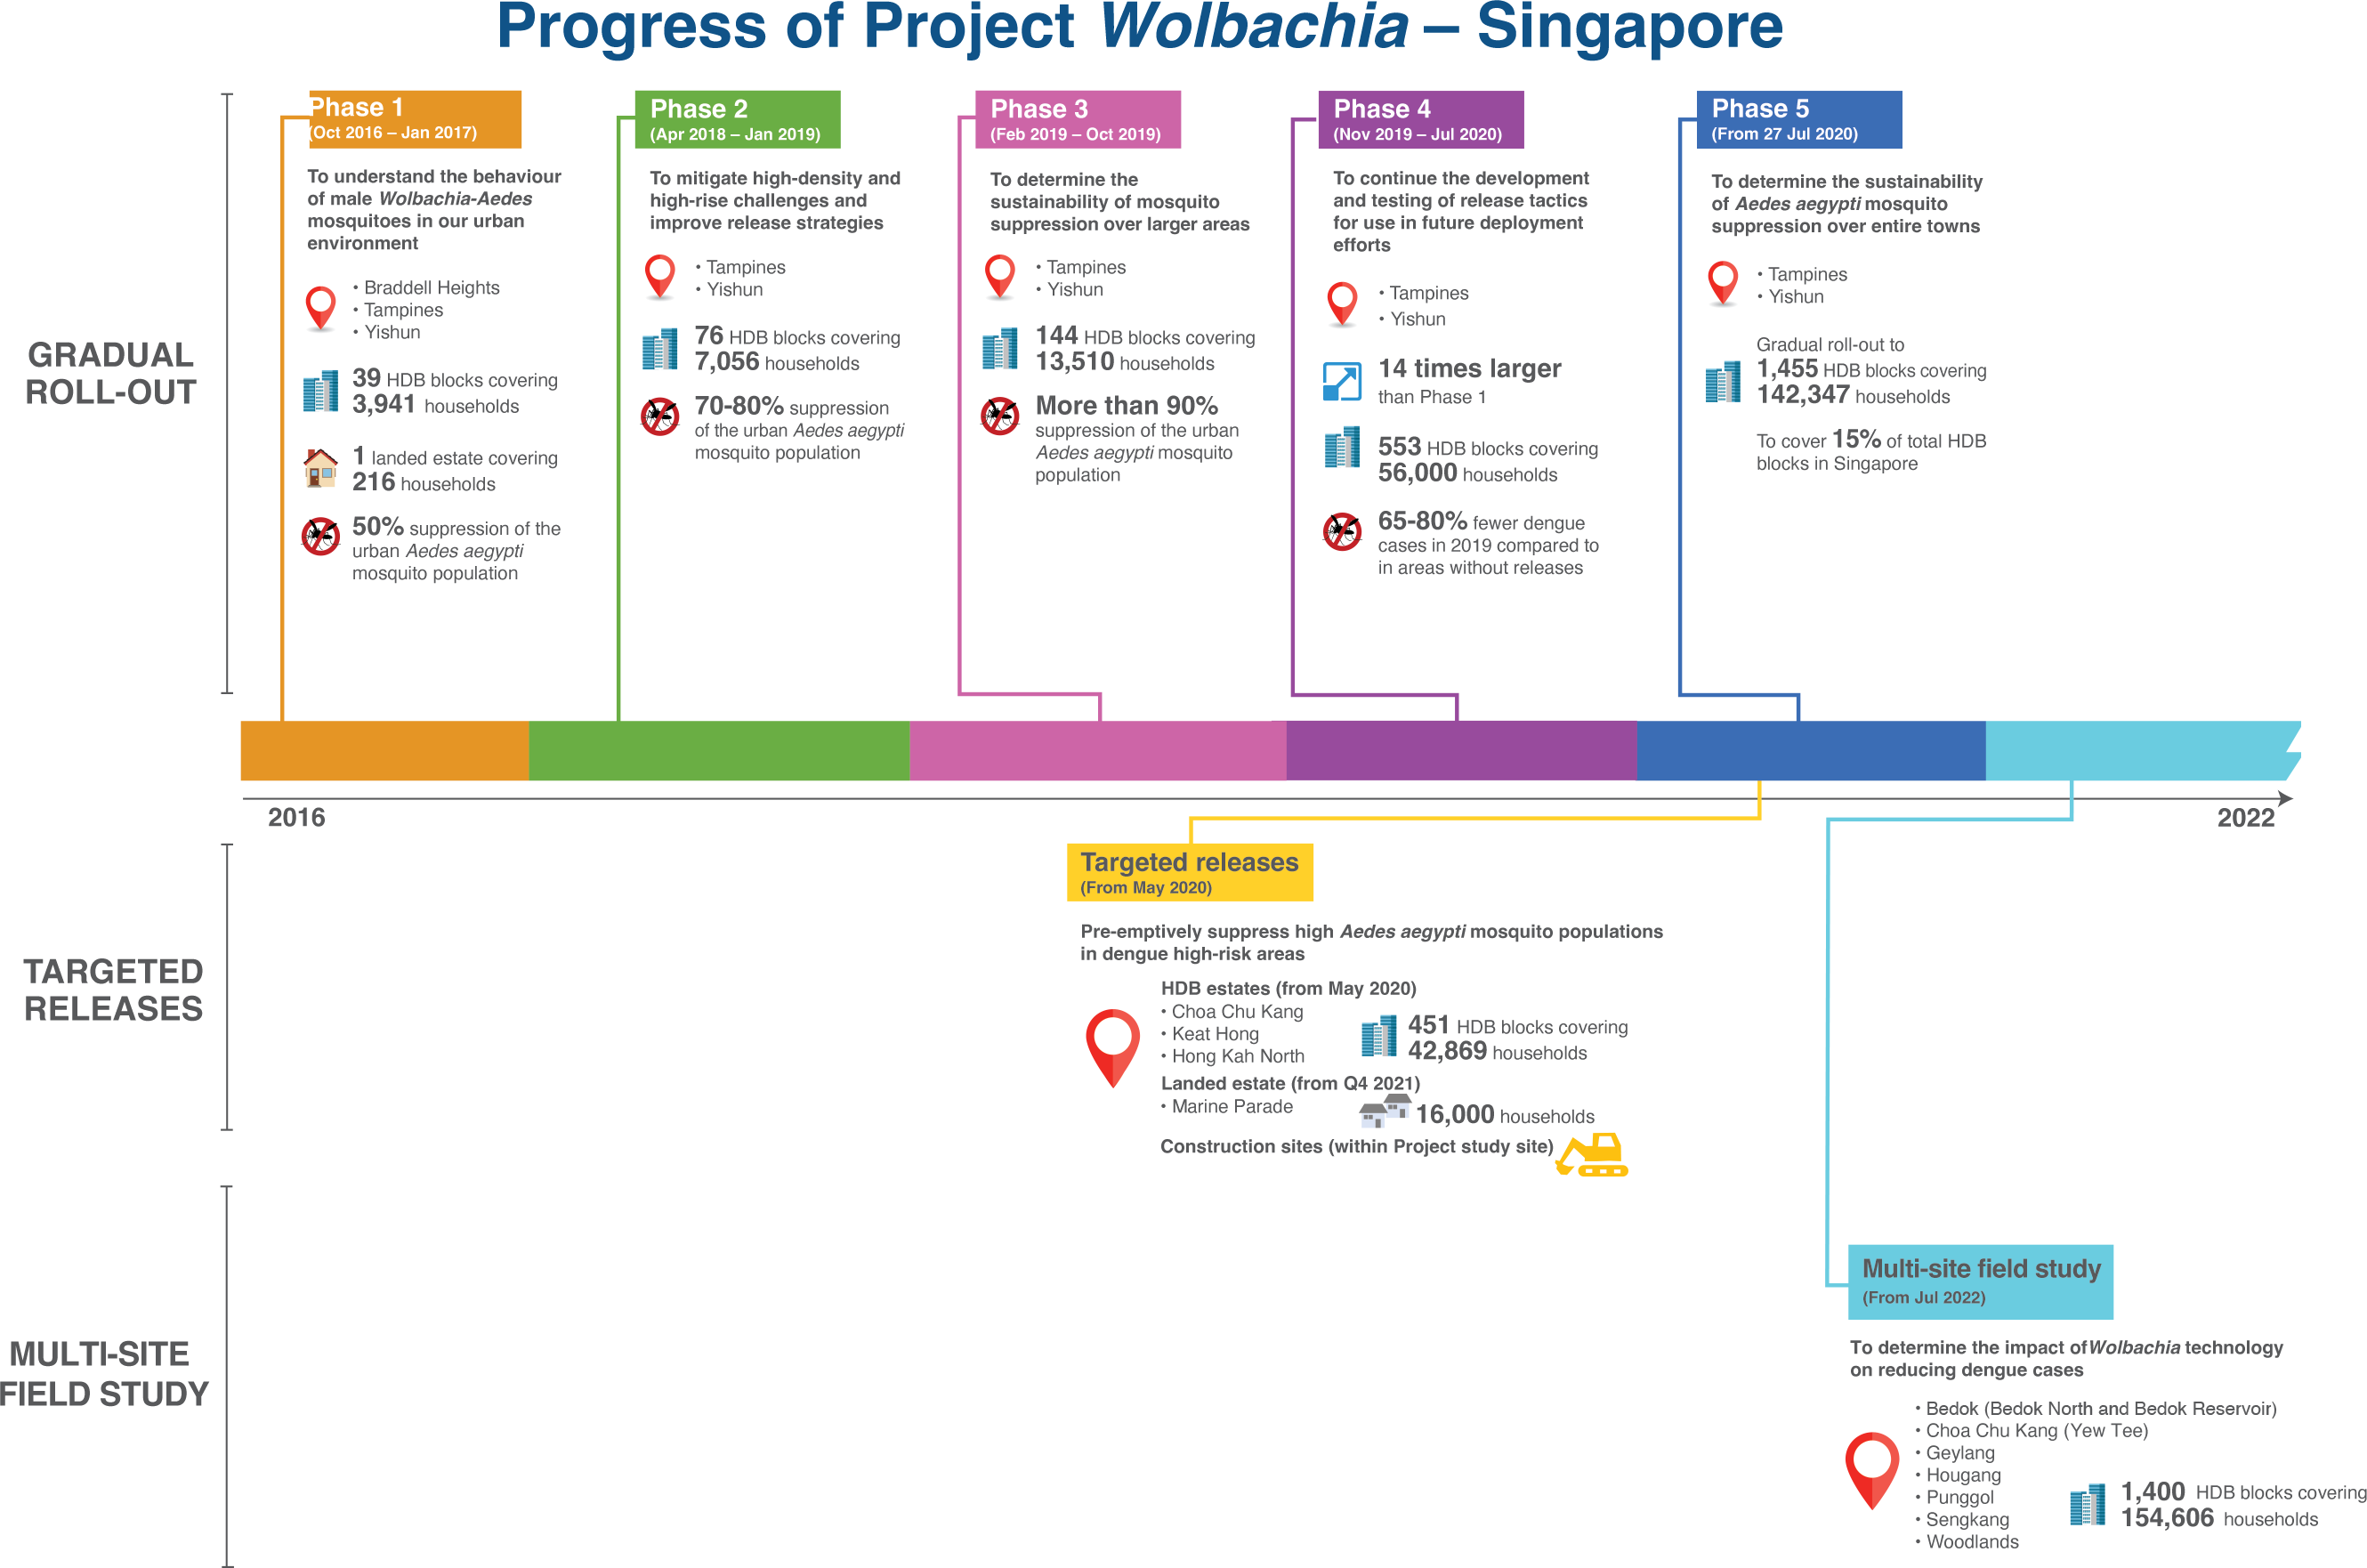 Progress of Project Wolbachia – Singapore
GRADUAL
ROLL-OUT
Phase 1
(Oct 2016 – Jan 2017)
To understand the behaviour
of male Wolbachia-Aedes
mosquitoes in our urban
environment
• Braddell Heights
• Tampines
• Yishun
39 HDB blocks covering
3,941 households
1 landed estate covering
216 households
50% suppression of the
urban Aedes aegypti
mosquito population
Phase 2
(Apr 2018 – Jan 2019)
To mitigate high-density and
high-rise challenges and
improve release strategies
• Tampines
• Yishun
76 HDB blocks covering
7,056 households
70-80% suppression
of the urban Aedes aegypti
mosquito population
Phase 3
(Feb 2019 – Oct 2019)
To determine the
sustainability of mosquito
suppression over larger areas
• Tampines
• Yishun
144 HDB blocks covering
13,510 households
More than 90%
suppression of the urban
Aedes aegypti mosquito
population
Phase 4
(Nov 2019 – Jul 2020)
To continue the development
and testing of release tactics
for use in future deployment
efforts
• Tampines
• Yishun
14 times larger
than Phase 1
553 HDB blocks covering
56,000 households
65-80% fewer dengue
cases in 2019 compared to
in areas without releases
Phase 5
(From 27 Jul 2020)
To determine the sustainability
of Aedes aegypti mosquito
suppression over entire towns
• Tampines
• Yishun
Gradual roll-out to
1,455 HDB blocks covering
142,347 households
To cover 15% of total HDB
blocks in Singapore
2016
2022
TARGETED
RELEASES
Targeted releases
(From May 2020)
Pre-emptively suppress high Aedes aegypti mosquito populations
in dengue high-risk areas
HDB estates (from May 2020)
• Choa Chu Kang
• Keat Hong
• Hong Kah North
451 HDB blocks covering
42,869 households
Landed estate (from Q4 2021)
• Marine Parade
16,000 households
Construction sites (within Project study site)
MULTI-SITE
FIELD STUDY
Multi-site field study
(From Jul 2022)
To determine the impact of Wolbachia technology
on reducing dengue cases
• Bedok (Bedok North and Bedok Reservoir)
• Choa Chu Kang (Yew Tee)
• Geylang
• Hougang
• Punggol
• Sengkang
• Woodlands
1,400 HDB blocks covering
154,606 households